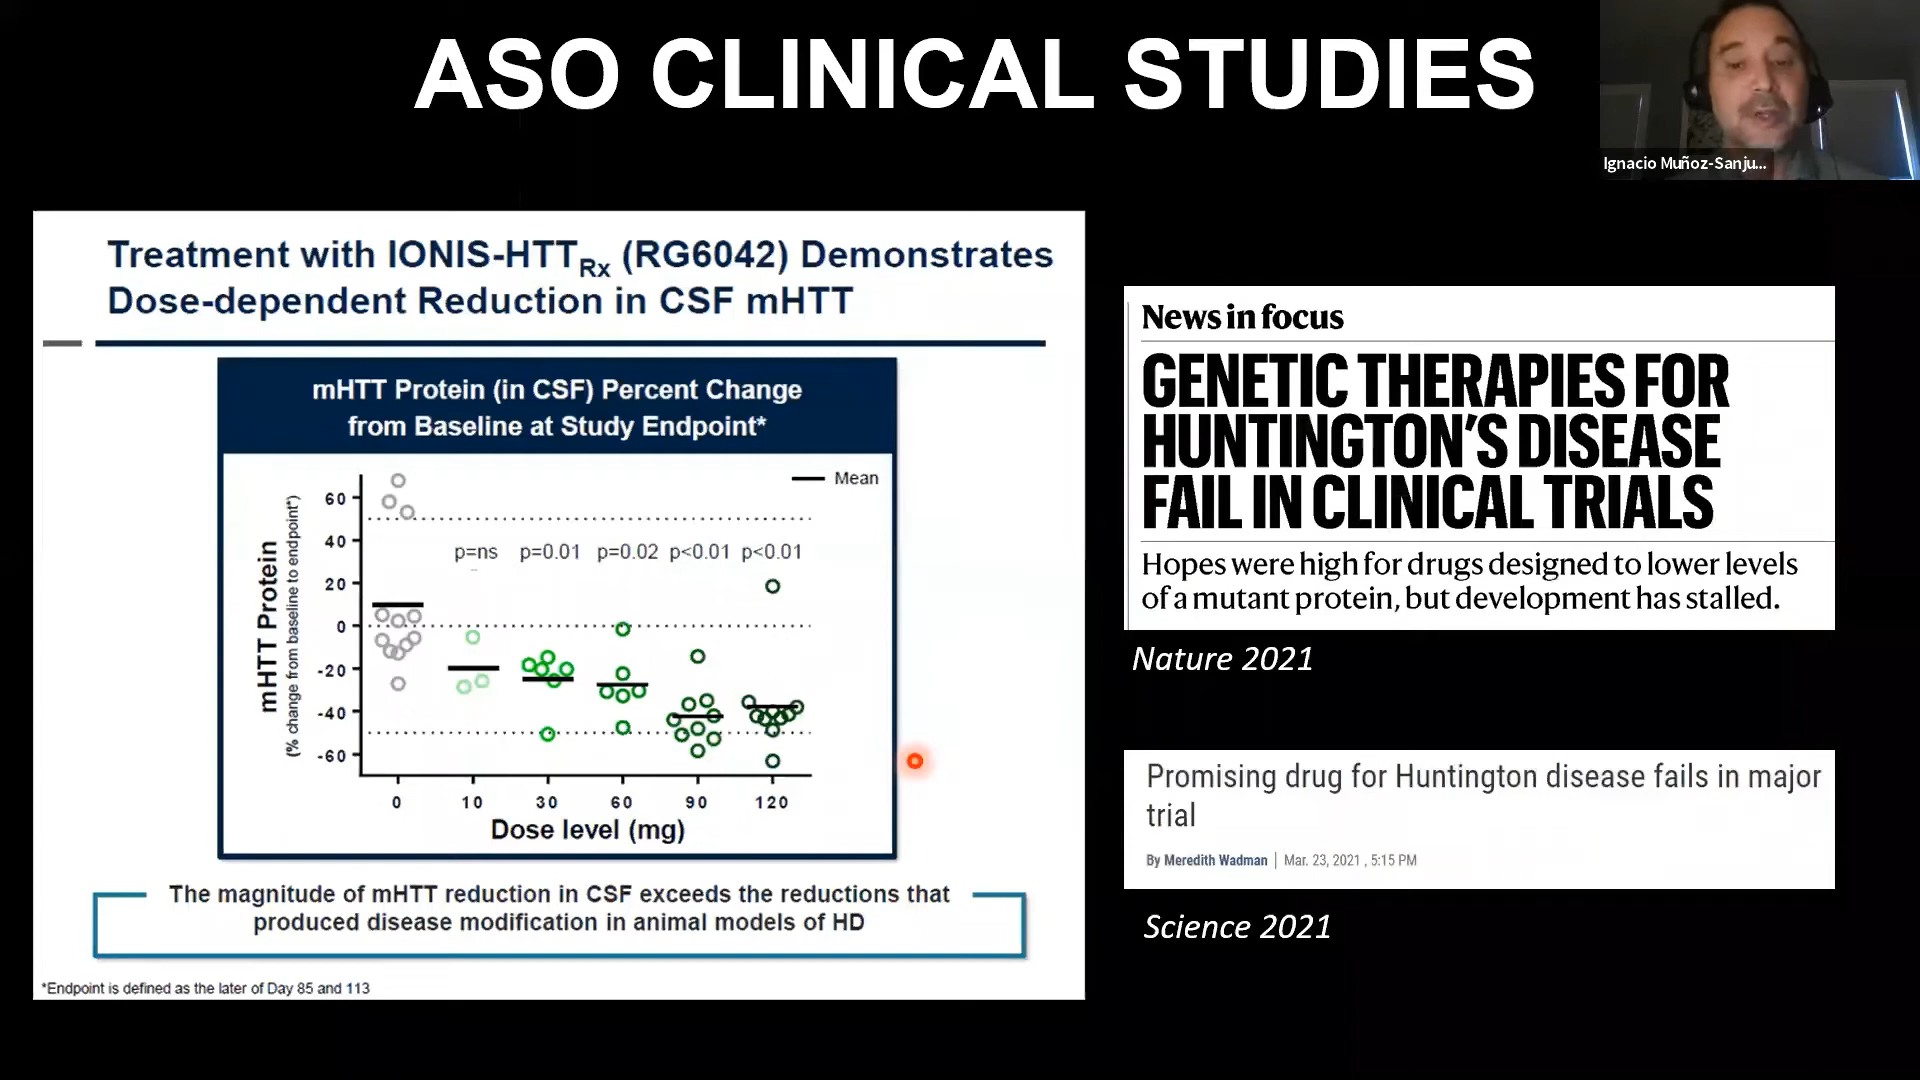 ASO CLINICAL STUDIES
Ignacio Muñoz-Sanju...
Treatment with IONIS-HTTRx (RG6042) Demonstrates
Dose-dependent Reduction in CSF mHTT
mHTT Protein (in CSF) Percent Change
from Baseline at Study Endpoint*
Mean
mHTT Protein
(% change from baseline to endpoint*)
60
40
20
0
-20
-40
-60
p=ns p=0.01 p=0.02 p<0.01 p<0.01
0 10 30 60 90 120
Dose level (mg)
The magnitude of mHTT reduction in CSF exceeds the reductions that
produced disease modification in animal models of HD
*Endpoint is defined as the later of Day 85 and 113
News in focus
GENETIC THERAPIES FOR
HUNTINGTON'S DISEASE
FAIL IN CLINICAL TRIALS
Hopes were high for drugs designed to lower levels
of a mutant protein, but development has stalled.
Nature 2021
Promising drug for Huntington disease fails in major
trial
By Meredith Wadman | Mar. 23, 2021 , 5:15 PM
Science 2021